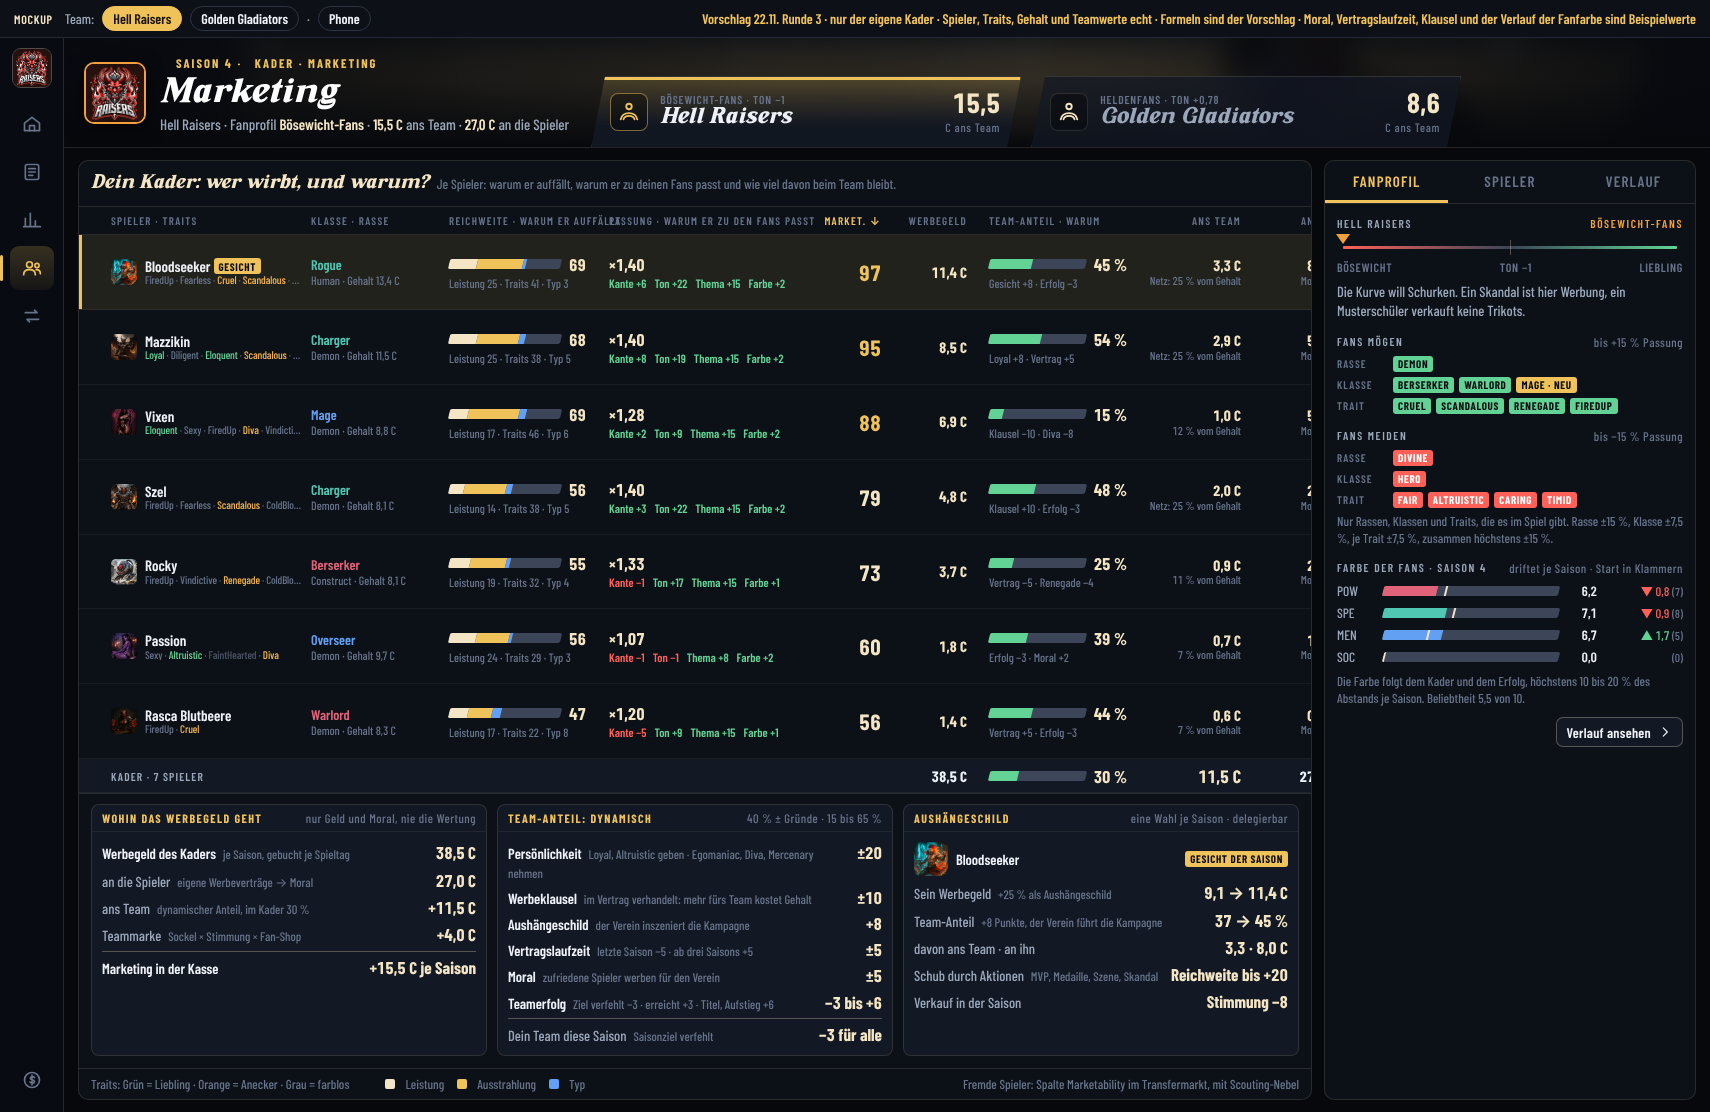 MOCKUP Team: Hell Raisers Golden Gladiators · Phone
Vorschlag 22.11. Runde 3 · nur der eigene Kader · Spieler, Traits, Gehalt und Teamwerte echt · Formeln sind der Vorschlag · Moral, Vertragslaufzeit, Klausel und der Verlauf der Fanfarbe sind Beispielwerte
SAISON 4 · KADER · MARKETING
Marketing
Hell Raisers · Fanprofil Bösewicht-Fans · 15,5 C ans Team · 27,0 C an die Spieler
BÖSEWICHT-FANS · TON −1
Hell Raisers
15,5
C ans Team
HELDENFANS · TON +0,78
Golden Gladiators
8,6
C ans Team
Dein Kader: wer wirbt, und warum? Je Spieler: warum er auffällt, warum er zu deinen Fans passt und wie viel davon beim Team bleibt.
SPIELER · TRAITS KLASSE · RASSE REICHWEITE · WARUM ER AUFFÄLLT PASSUNG · WARUM ER ZU DEN FANS PASST MARKET. ↓ WERBEGELD TEAM-ANTEIL · WARUM ANS TEAM AN
Bloodseeker GESICHT Rogue 69 ×1,40 97 11,4 C 45 % 3,3 C 8
FiredUp · Fearless · Cruel · Scandalous · ... Human · Gehalt 13,4 C Leistung 25 · Traits 41 · Typ 3 Kante +6 Ton +22 Thema +15 Farbe +2 Gesicht +8 · Erfolg −3 Netz: 25 % vom Gehalt Mo
Mazzikin Charger 68 ×1,40 95 8,5 C 54 % 2,9 C 5
Loyal · Diligent · Eloquent · Scandalous · ... Demon · Gehalt 11,5 C Leistung 25 · Traits 38 · Typ 5 Kante +8 Ton +19 Thema +15 Farbe +2 Loyal +8 · Vertrag +5 Netz: 25 % vom Gehalt Mo
Vixen Mage 69 ×1,28 88 6,9 C 15 % 1,0 C 5
Eloquent · Sexy · FiredUp · Diva · Vindicti... Demon · Gehalt 8,8 C Leistung 17 · Traits 46 · Typ 6 Kante +2 Ton +9 Thema +15 Farbe +2 Klausel −10 · Diva −8 12 % vom Gehalt Mo
Szel Charger 56 ×1,40 79 4,8 C 48 % 2,0 C 2
FiredUp · Fearless · Scandalous · ColdBlo... Demon · Gehalt 8,1 C Leistung 14 · Traits 38 · Typ 5 Kante +3 Ton +22 Thema +15 Farbe +2 Klausel +10 · Erfolg −3 Netz: 25 % vom Gehalt Mo
Rocky Berserker 55 ×1,33 73 3,7 C 25 % 0,9 C 2
FiredUp · Vindictive · Renegade · ColdBlo... Construct · Gehalt 8,1 C Leistung 19 · Traits 32 · Typ 4 Kante −1 Ton +17 Thema +15 Farbe +1 Vertrag −5 · Renegade −4 11 % vom Gehalt Mo
Passion Overseer 56 ×1,07 60 1,8 C 39 % 0,7 C 1
Sexy · Altruistic · FaintHearted · Diva Demon · Gehalt 9,7 C Leistung 24 · Traits 29 · Typ 3 Kante −1 Ton −1 Thema +8 Farbe +2 Erfolg −3 · Moral +2 7 % vom Gehalt Mo
Rasca Blutbeere Warlord 47 ×1,20 56 1,4 C 44 % 0,6 C
FiredUp · Cruel Demon · Gehalt 8,3 C Leistung 17 · Traits 22 · Typ 8 Kante −5 Ton +9 Thema +15 Farbe +1 Vertrag +5 · Erfolg −3 7 % vom Gehalt Mo
KADER · 7 SPIELER 38,5 C 30 % 11,5 C 27
WOHIN DAS WERBEGELD GEHT nur Geld und Moral, nie die Wertung
Werbegeld des Kaders je Saison, gebucht je Spieltag 38,5 C
an die Spieler eigene Werbeverträge → Moral 27,0 C
ans Team dynamischer Anteil, im Kader 30 % +11,5 C
Teammarke Sockel × Stimmung × Fan-Shop +4,0 C
Marketing in der Kasse +15,5 C je Saison
TEAM-ANTEIL: DYNAMISCH 40 % ± Gründe · 15 bis 65 %
Persönlichkeit Loyal, Altruistic geben · Egomaniac, Diva, Mercenary nehmen ±20
Werbeklausel im Vertrag verhandelt: mehr fürs Team kostet Gehalt ±10
Aushängeschild der Verein inszeniert die Kampagne +8
Vertragslaufzeit letzte Saison −5 · ab drei Saisons +5 ±5
Moral zufriedene Spieler werben für den Verein ±5
Teamerfolg Ziel verfehlt −3 · erreicht +3 · Titel, Aufstieg +6 −3 bis +6
Dein Team diese Saison Saisonziel verfehlt −3 für alle
AUSHÄNGESCHILD eine Wahl je Saison · delegierbar
Bloodseeker GESICHT DER SAISON
Sein Werbegeld +25 % als Aushängeschild 9,1 → 11,4 C
Team-Anteil +8 Punkte, der Verein führt die Kampagne 37 → 45 %
davon ans Team · an ihn 3,3 · 8,0 C
Schub durch Aktionen MVP, Medaille, Szene, Skandal Reichweite bis +20
Verkauf in der Saison Stimmung −8
Traits: Grün = Liebling · Orange = Anecker · Grau = farblos Leistung Ausstrahlung Typ Fremde Spieler: Spalte Marketability im Transfermarkt, mit Scouting-Nebel
FANPROFIL SPIELER VERLAUF
HELL RAISERS BÖSEWICHT-FANS
BÖSEWICHT TON −1 LIEBLING
Die Kurve will Schurken. Ein Skandal ist hier Werbung, ein
Musterschüler verkauft keine Trikots.
FANS MÖGEN bis +15 % Passung
RASSE DEMON
KLASSE BERSERKER WARLORD MAGE · NEU
TRAIT CRUEL SCANDALOUS RENEGADE FIREDUP
FANS MEIDEN bis −15 % Passung
RASSE DIVINE
KLASSE HERO
TRAIT FAIR ALTRUISTIC CARING TIMID
Nur Rassen, Klassen und Traits, die es im Spiel gibt. Rasse ±15 %, Klasse ±7,5
%, je Trait ±7,5 %, zusammen höchstens ±15 %.
FARBE DER FANS · SAISON 4 driftet je Saison · Start in Klammern
POW 6,2 ▼ 0,8 (7)
SPE 7,1 ▼ 0,9 (8)
MEN 6,7 ▲ 1,7 (5)
SOC 0,0 (0)
Die Farbe folgt dem Kader und dem Erfolg, höchstens 10 bis 20 % des
Abstands je Saison. Beliebtheit 5,5 von 10.
Verlauf ansehen